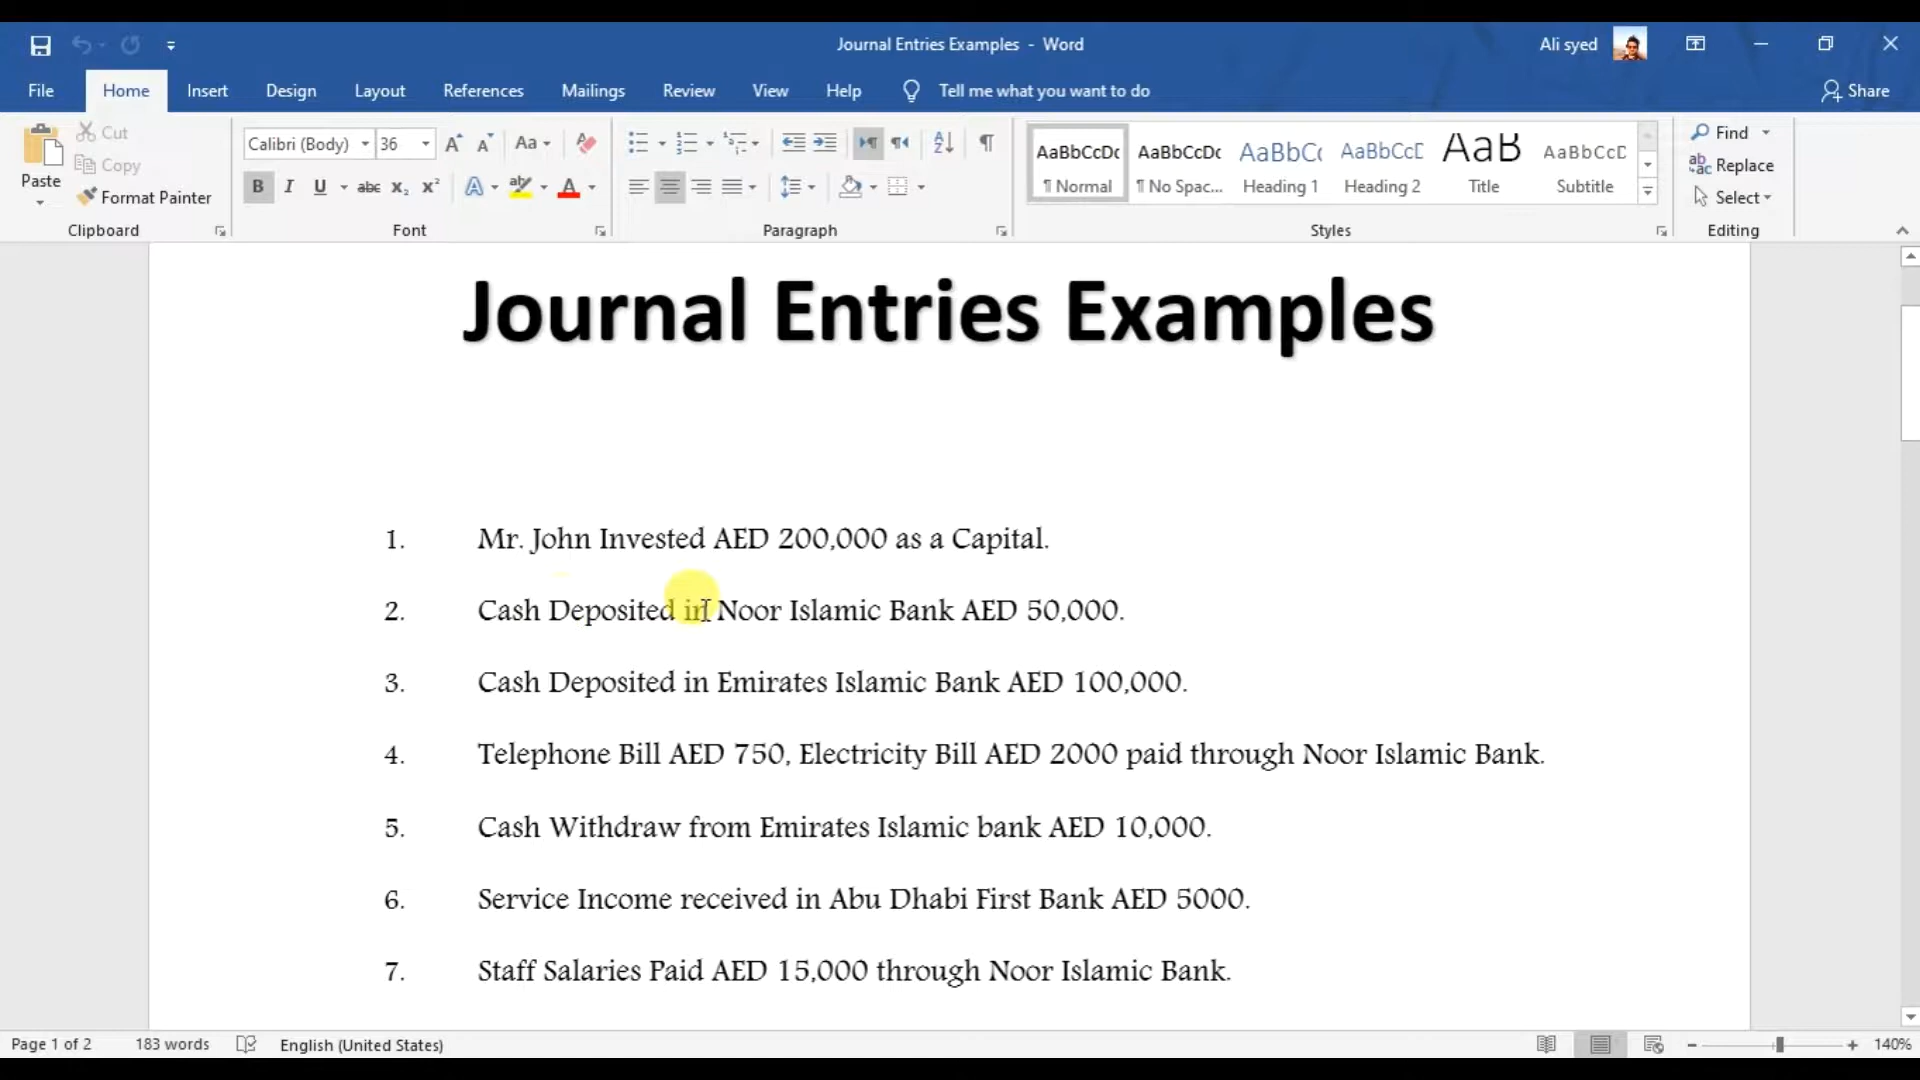 Journal Entries Examples - Word
Ali syed
File Home Insert Design Layout References Mailings Review View Help Tell me what you want to do Share
Paste
Cut
Copy
Format Painter
Clipboard
Calibri (Body) 36
Font
Paragraph
AaBbCcDc AaBbCcDc AaBbCc AaBbCcD AaB AaBbCcD
¶ Normal ¶ No Spac... Heading 1 Heading 2 Title Subtitle
Styles
Find
Replace
Select
Editing
Journal Entries Examples
1. Mr. John Invested AED 200,000 as a Capital.
2. Cash Deposited in Noor Islamic Bank AED 50,000.
3. Cash Deposited in Emirates Islamic Bank AED 100,000.
4. Telephone Bill AED 750, Electricity Bill AED 2000 paid through Noor Islamic Bank.
5. Cash Withdraw from Emirates Islamic bank AED 10,000.
6. Service Income received in Abu Dhabi First Bank AED 5000.
7. Staff Salaries Paid AED 15,000 through Noor Islamic Bank.
Page 1 of 2 183 words English (United States) 140%